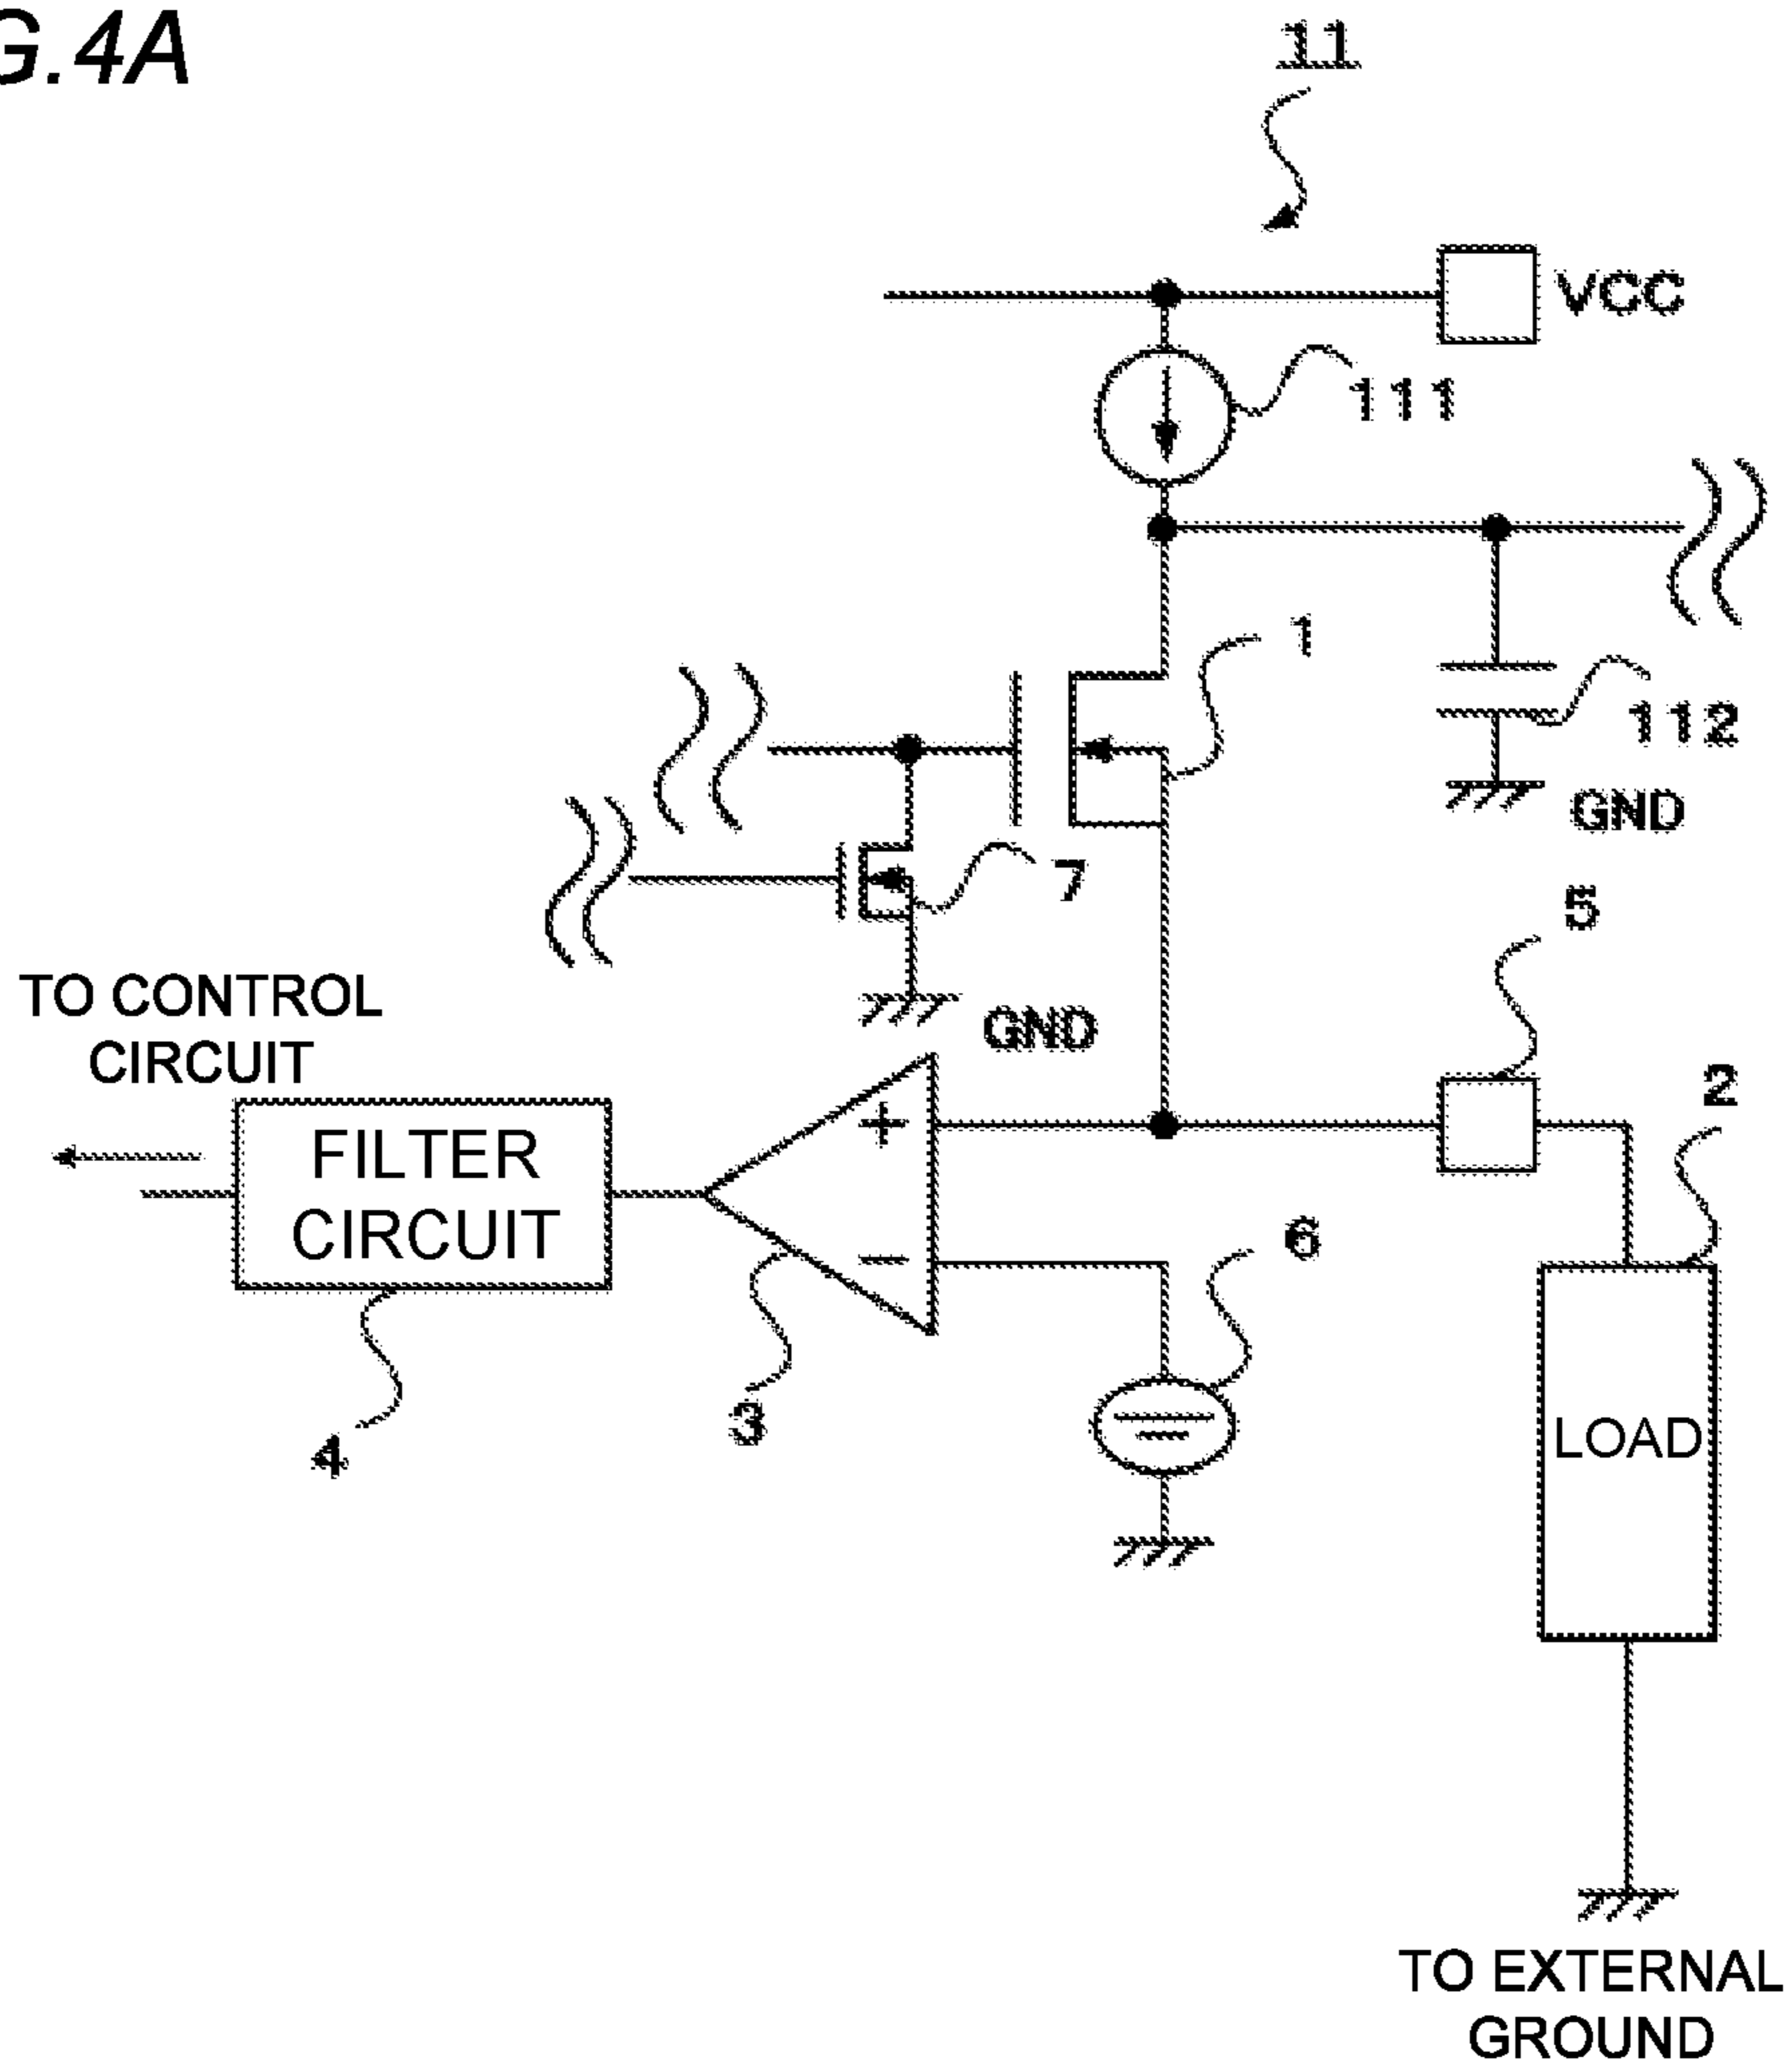 G.4A
11
VCC
111
1
112
GND
7
5
GND
TO CONTROL
CIRCUIT
2
+
FILTER
CIRCUIT
−
6
3
4
LOAD
TO EXTERNAL
GROUND